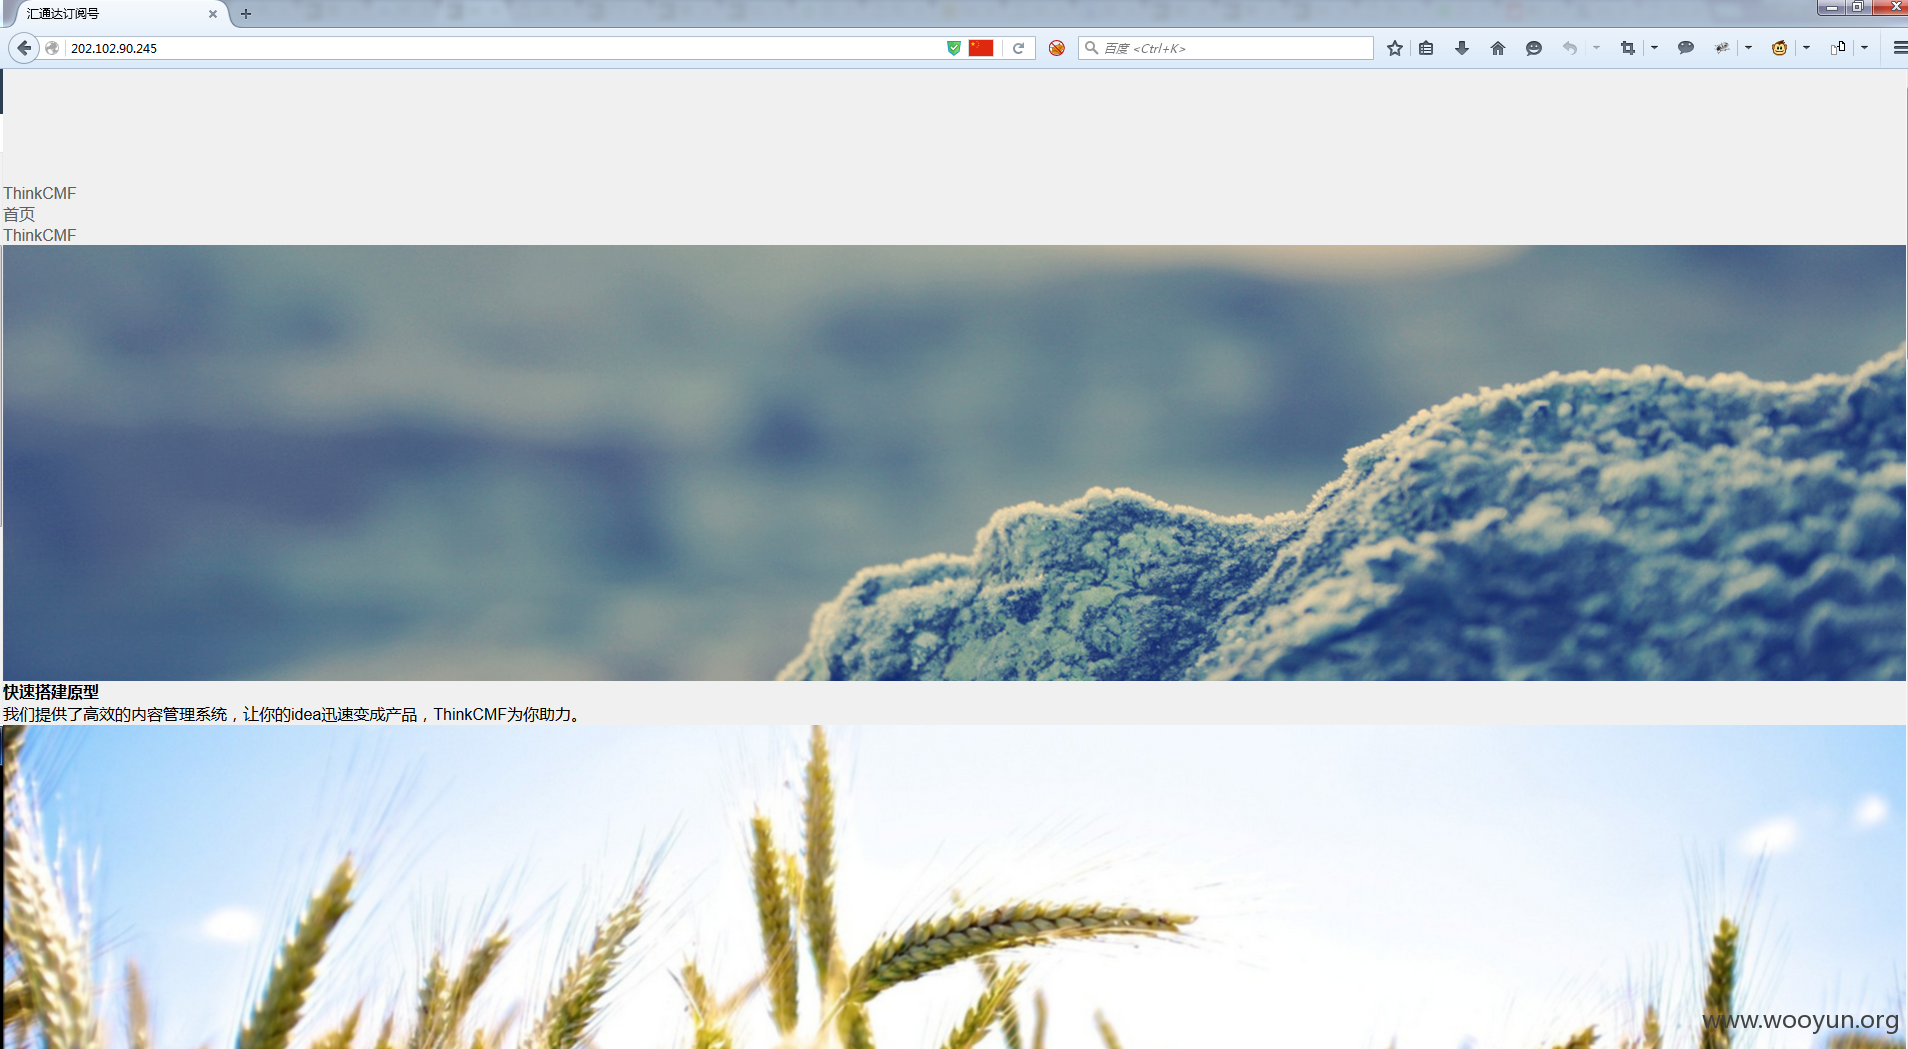 汇通达订阅号
202.102.90.245
百度 <Ctrl+K>
ThinkCMF
首页
ThinkCMF
快速搭建原型
我们提供了高效的内容管理系统，让你的idea迅速变成产品，ThinkCMF为你助力。
www.wooyun.org